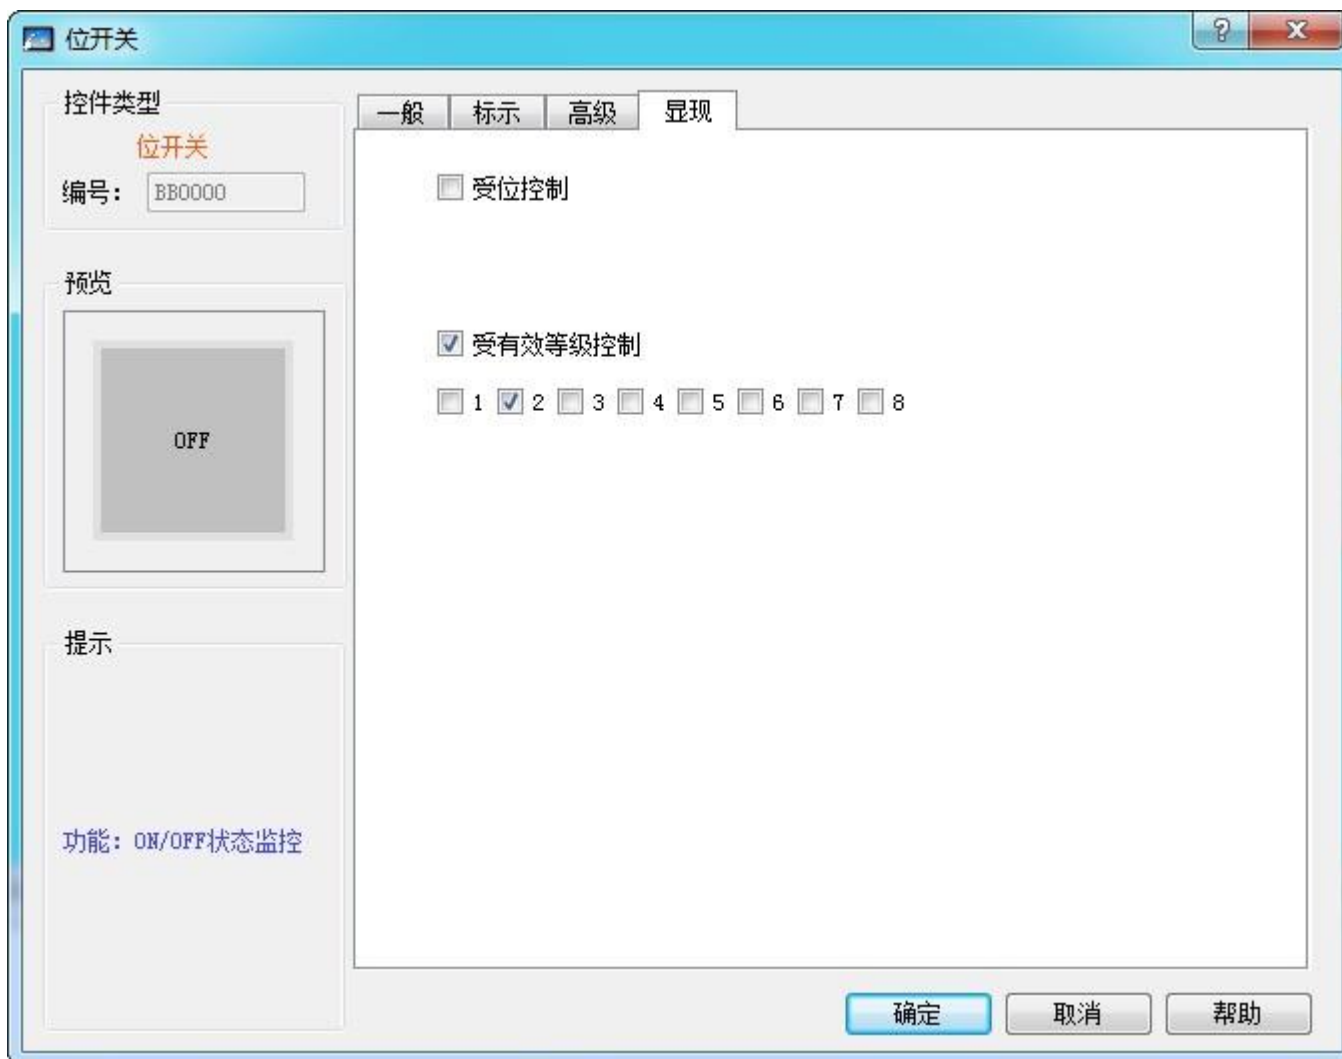 位开关
控件类型
位开关
编号： BB0000
预览
OFF
提示
功能：ON/OFF状态监控
一般 标示 高级 显现
受位控制
受有效等级控制
1 2 3 4 5 6 7 8
确定 取消 帮助